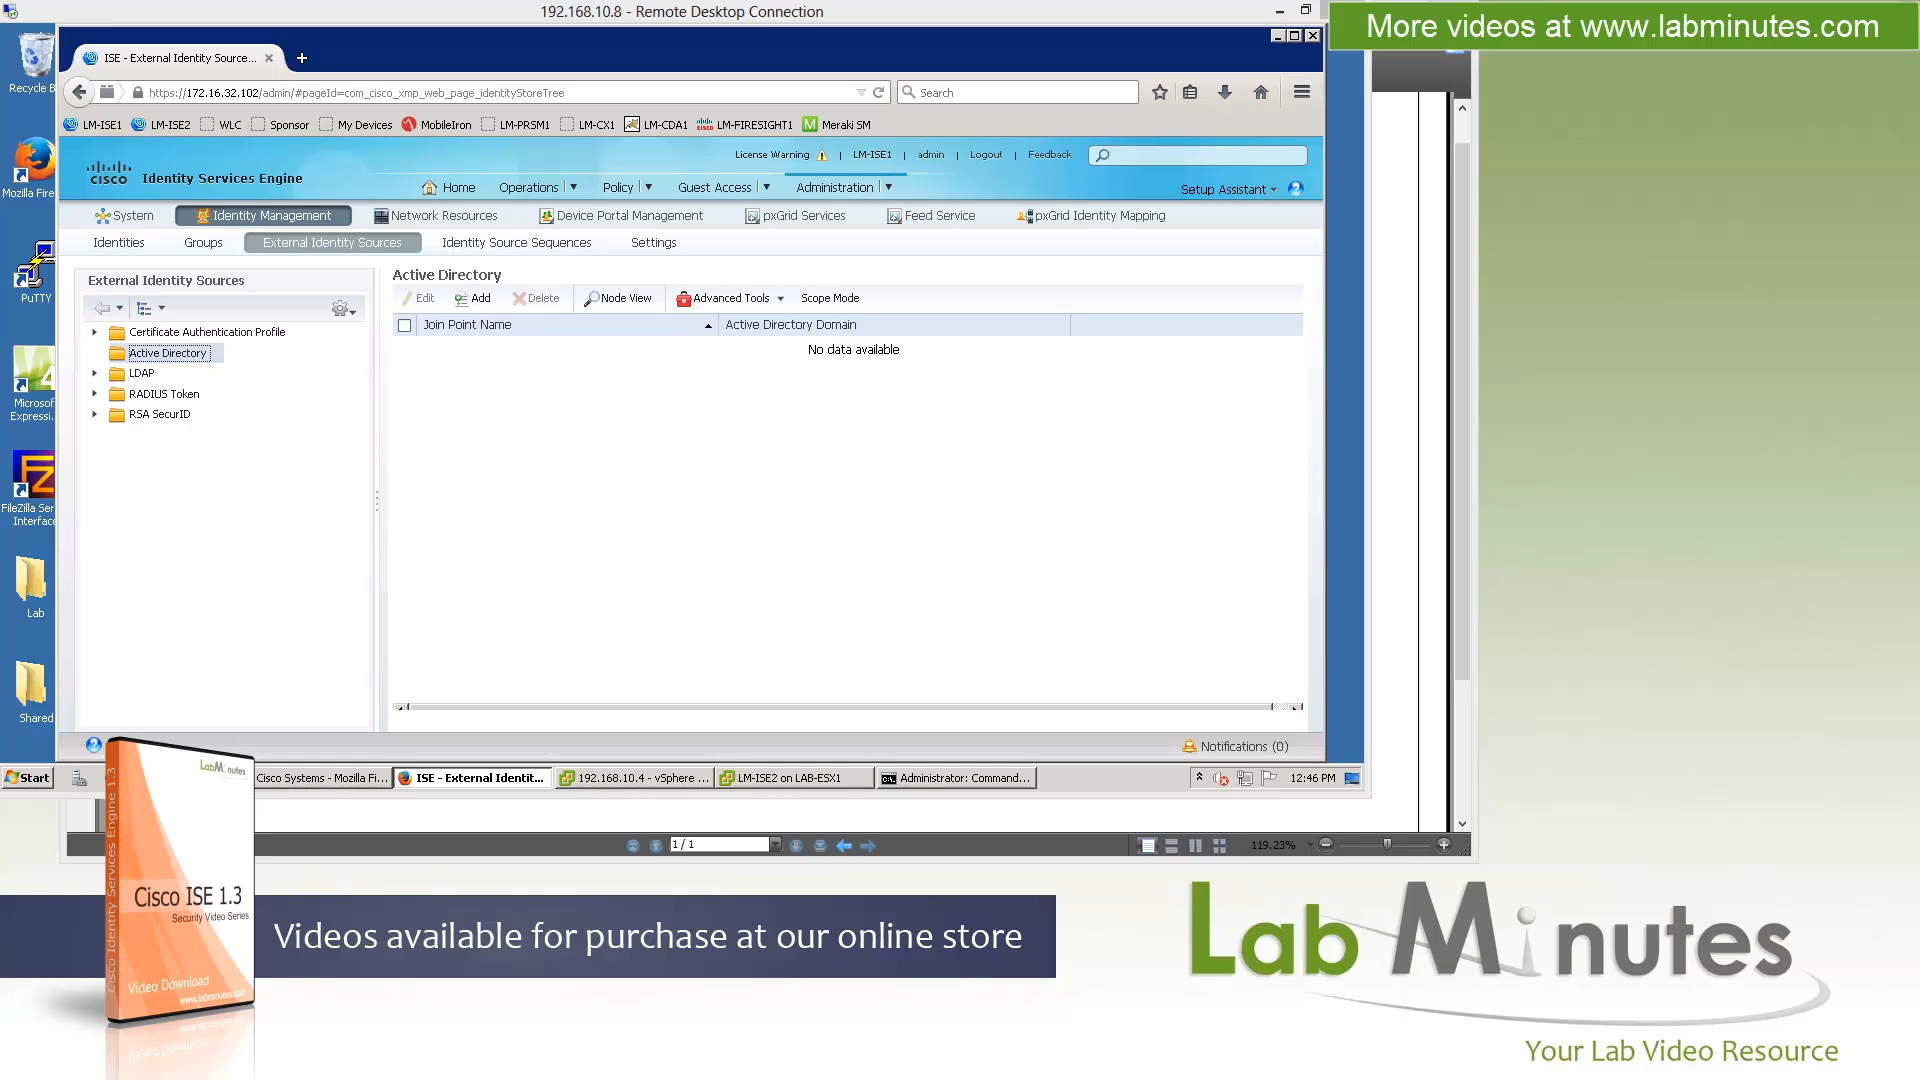 192.168.10.8 - Remote Desktop Connection
More videos at www.labminutes.com
Recycle B
ISE - External Identity Source...
https://172.16.32.102/admin/#pageId=com_cisco_xmp_web_page_identityStoreTree
Search
LM-ISE1
LM-ISE2
WLC
Sponsor
My Devices
MobileIron
LM-PRSM1
LM-CX1
LM-CDA1
LM-FIRESIGHT1
Meraki SM
License Warning
LM-ISE1
admin
Logout
Feedback
CISCO
Identity Services Engine
Home
Operations
Policy
Guest Access
Administration
Setup Assistant
Mozilla Fire
System
Identity Management
Network Resources
Device Portal Management
pxGrid Services
Feed Service
pxGrid Identity Mapping
Identities
Groups
External Identity Sources
Identity Source Sequences
Settings
External Identity Sources
Active Directory
PuTTY
Edit
Add
Delete
Node View
Advanced Tools
Scope Mode
Join Point Name
Active Directory Domain
No data available
Certificate Authentication Profile
Active Directory
LDAP
RADIUS Token
RSA SecurID
Microsof
Expressi.
FileZilla Ser
Interface
Lab
Shared
Notifications (0)
Start
Cisco Systems - Mozilla Fi...
ISE - External Identit...
192.168.10.4 - vSphere ...
LM-ISE2 on LAB-ESX1
Administrator: Command...
12:46 PM
1 / 1
119.23%
LabMinutes
Cisco Identity Services Engine 1.3
Cisco ISE 1.3
Security Video Series
Video Download
www.labminutes.com
Videos available for purchase at our online store
Lab Minutes
Your Lab Video Resource